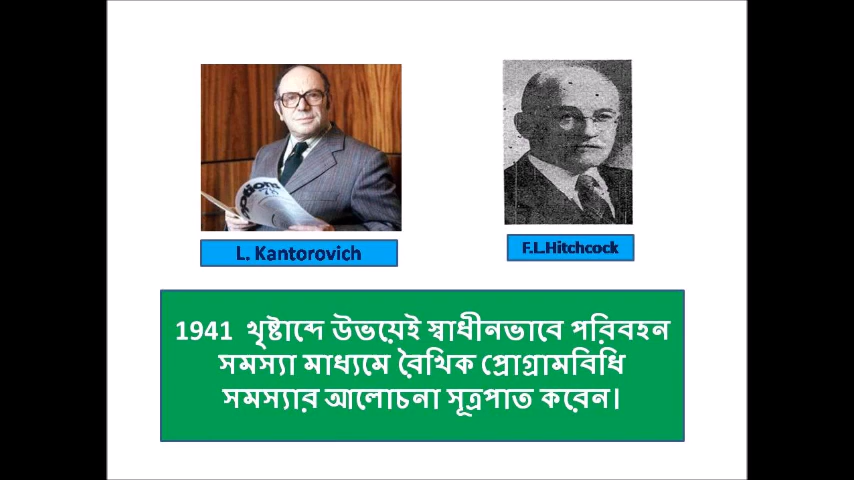 L. Kantorovich
F.L.Hitchcock
1941 খৃষ্টাব্দে উভয়েই স্বাধীনভাবে পরিবহন
সমস্যা মাধ্যমে রৈখিক প্রোগ্রামবিধি
সমস্যার আলোচনা সূত্রপাত করেন।